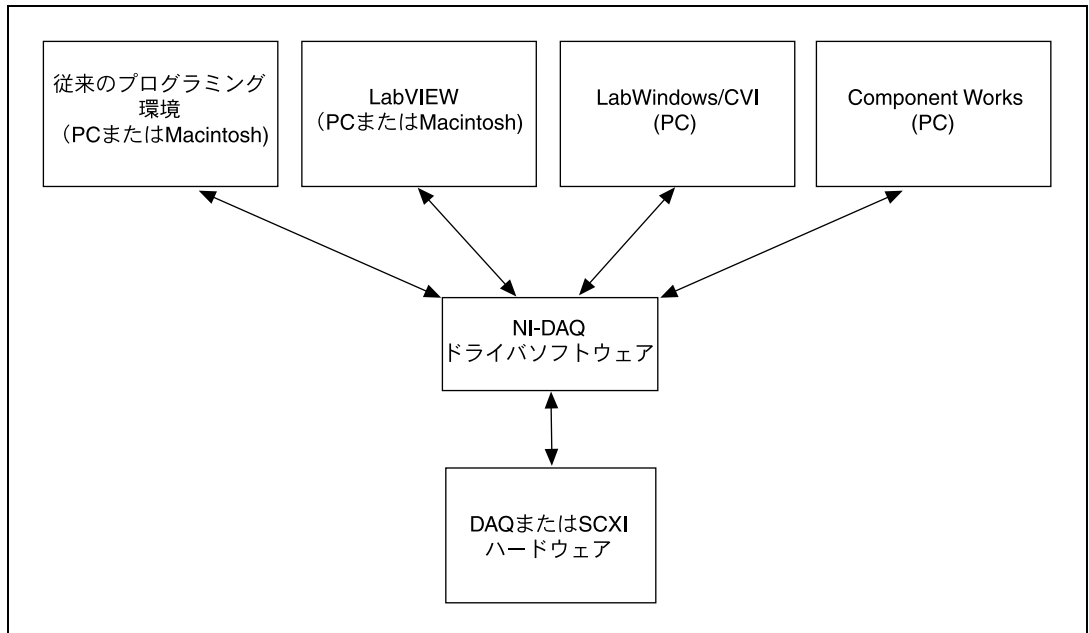 従来のプログラミング
環境
（PCまたはMacintosh)
LabVIEW
（PCまたはMacintosh)
LabWindows/CVI
(PC)
Component Works
(PC)
NI-DAQ
ドライバソフトウェア
DAQまたはSCXI
ハードウェア